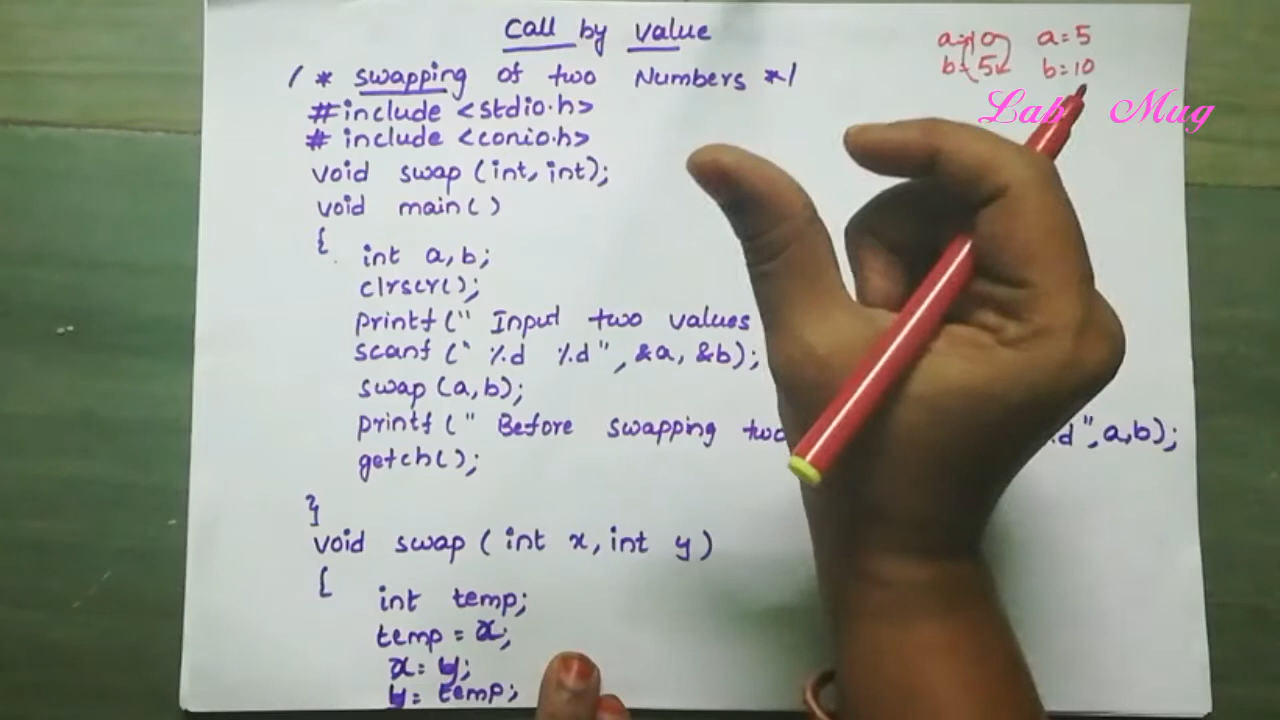 Call by value
/* swapping of two Numbers */
#include <stdio.h>
# include <conio.h>
void swap (int, int);
void main()
{
int a,b;
clrscr();
printf(" Input two values
scanf (" %d %d", &a, &b);
swap (a,b);
printf (" Before swapping two .d",a,b);
getch();
}
void swap ( int x, int y )
{
int temp;
temp = x;
x = y;
y = temp;
a=10 a=5
b=5 b=10
Lab Mug